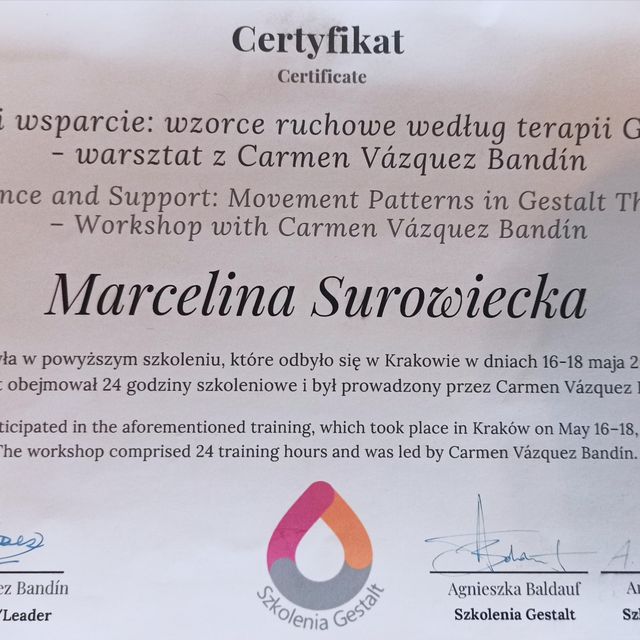 Certyfikat
Certificate
i wsparcie: wzorce ruchowe według terapii G
– warsztat z Carmen Vázquez Bandín
nce and Support: Movement Patterns in Gestalt Th
– Workshop with Carmen Vázquez Bandín
Marcelina Surowiecka
yła w powyższym szkoleniu, które odbyło się w Krakowie w dniach 16-18 maja 2
t obejmował 24 godziny szkoleniowe i był prowadzony przez Carmen Vázquez
ticipated in the aforementioned training, which took place in Kraków on May 16–18,
The workshop comprised 24 training hours and was led by Carmen Vázquez Bandín.
Szkolenia Gestalt
ez Bandín
/Leader
Agnieszka Baldauf
Szkolenia Gestalt